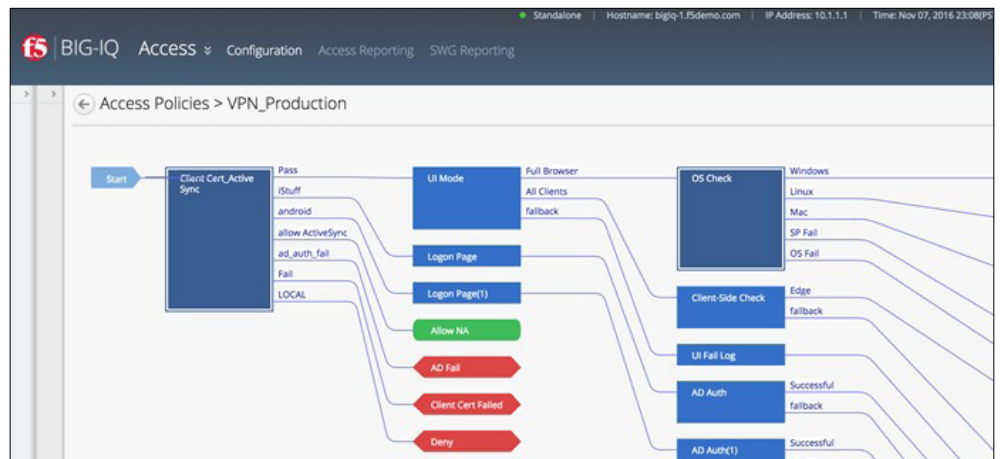 Standalone | Hostname: bigiq-1.f5demo.com | IP Address: 10.1.1.1 | Time: Nov 07, 2016 23:08(PS
f5 BIG-IQ Access Configuration Access Reporting SWG Reporting
Access Policies > VPN_Production
Start
Client Cert_Active
Sync
Pass
iStuff
android
allow ActiveSync
ad_auth_fail
Fail
LOCAL
UI Mode
Full Browser
All Clients
fallback
Logon Page
Logon Page(1)
Allow NA
AD Fail
Client Cert Failed
Deny
OS Check
Windows
Linux
Mac
SP Fail
OS Fail
Client-Side Check
Edge
fallback
UI Fail Log
AD Auth
Successful
fallback
AD Auth(1)
Successful